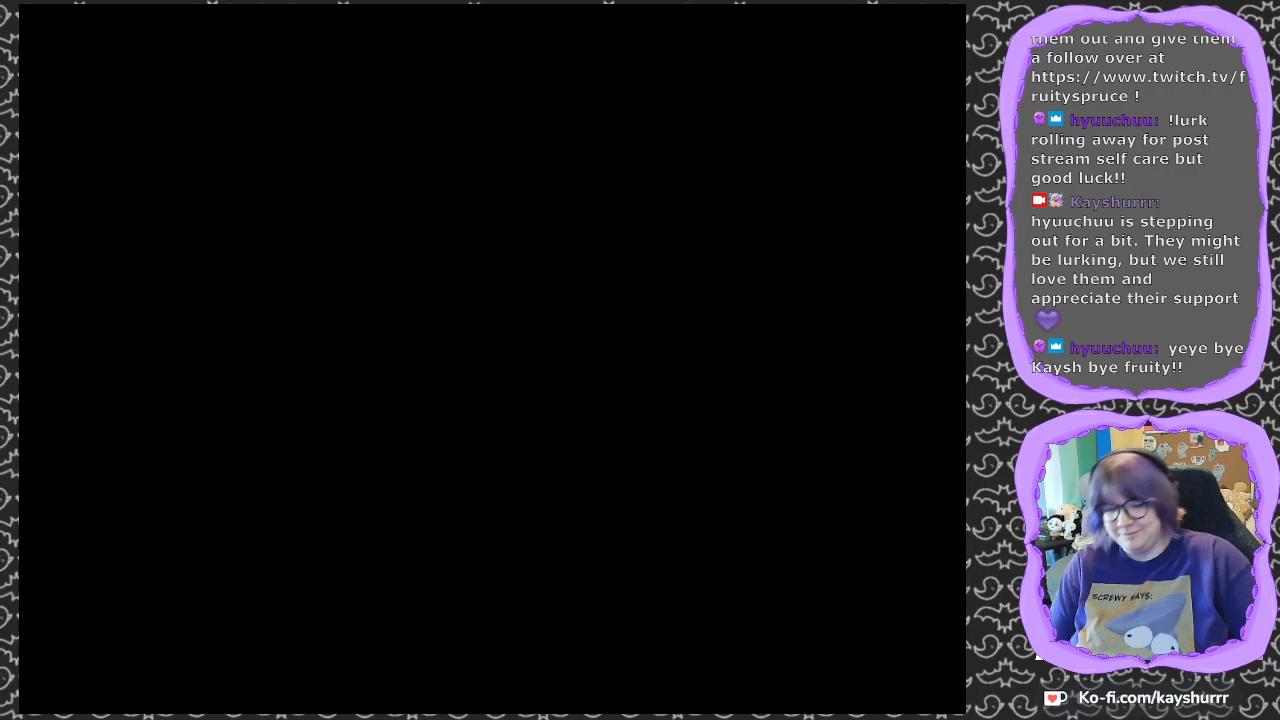 them out and give them
a follow over at
https://www.twitch.tv/f
ruityspruce !
hyuuchuu: !lurk
rolling away for post
stream self care but
good luck!!
Kayshurrr:
hyuuchuu is stepping
out for a bit. They might
be lurking, but we still
love them and
appreciate their support
hyuuchuu: yeye bye
Kaysh bye fruity!!
SCREWY SAYS:
Ko-fi.com/kayshurrr